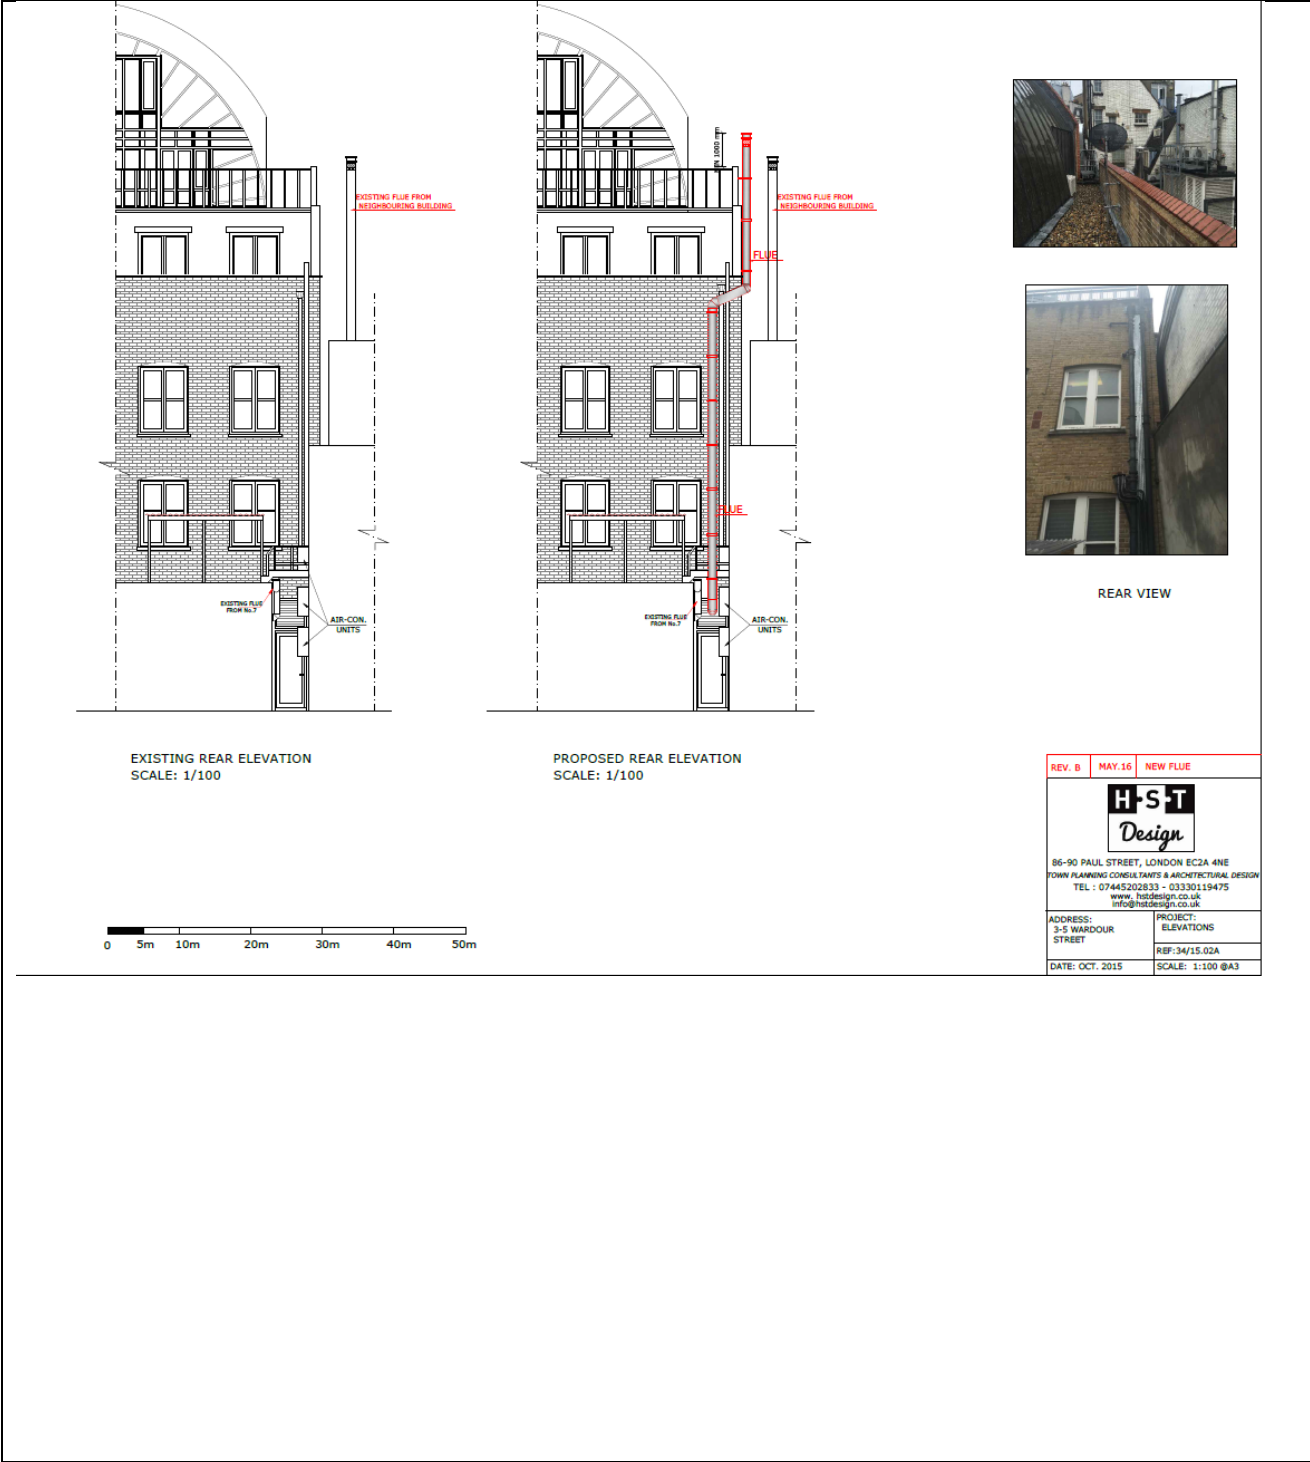 EXISTING FLUE FROM
NEIGHBOURING BUILDING
EXISTING FLUE
FROM No.7
AIR-CON.
UNITS
EXISTING REAR ELEVATION
SCALE: 1/100
1000 mm
EXISTING FLUE FROM
NEIGHBOURING BUILDING
FLUE
FLUE
EXISTING FLUE
FROM No.7
AIR-CON.
UNITS
PROPOSED REAR ELEVATION
SCALE: 1/100
REAR VIEW
0 5m 10m 20m 30m 40m 50m
REV. B MAY.16 NEW FLUE
H·S·T
Design
86-90 PAUL STREET, LONDON EC2A 4NE
TOWN PLANNING CONSULTANTS & ARCHITECTURAL DESIGN
TEL : 07445202833 - 03330119475
www. hstdesign.co.uk
info@hstdesign.co.uk
ADDRESS:
3-5 WARDOUR
STREET
PROJECT:
ELEVATIONS
REF:34/15.02A
DATE: OCT. 2015
SCALE: 1:100 @A3